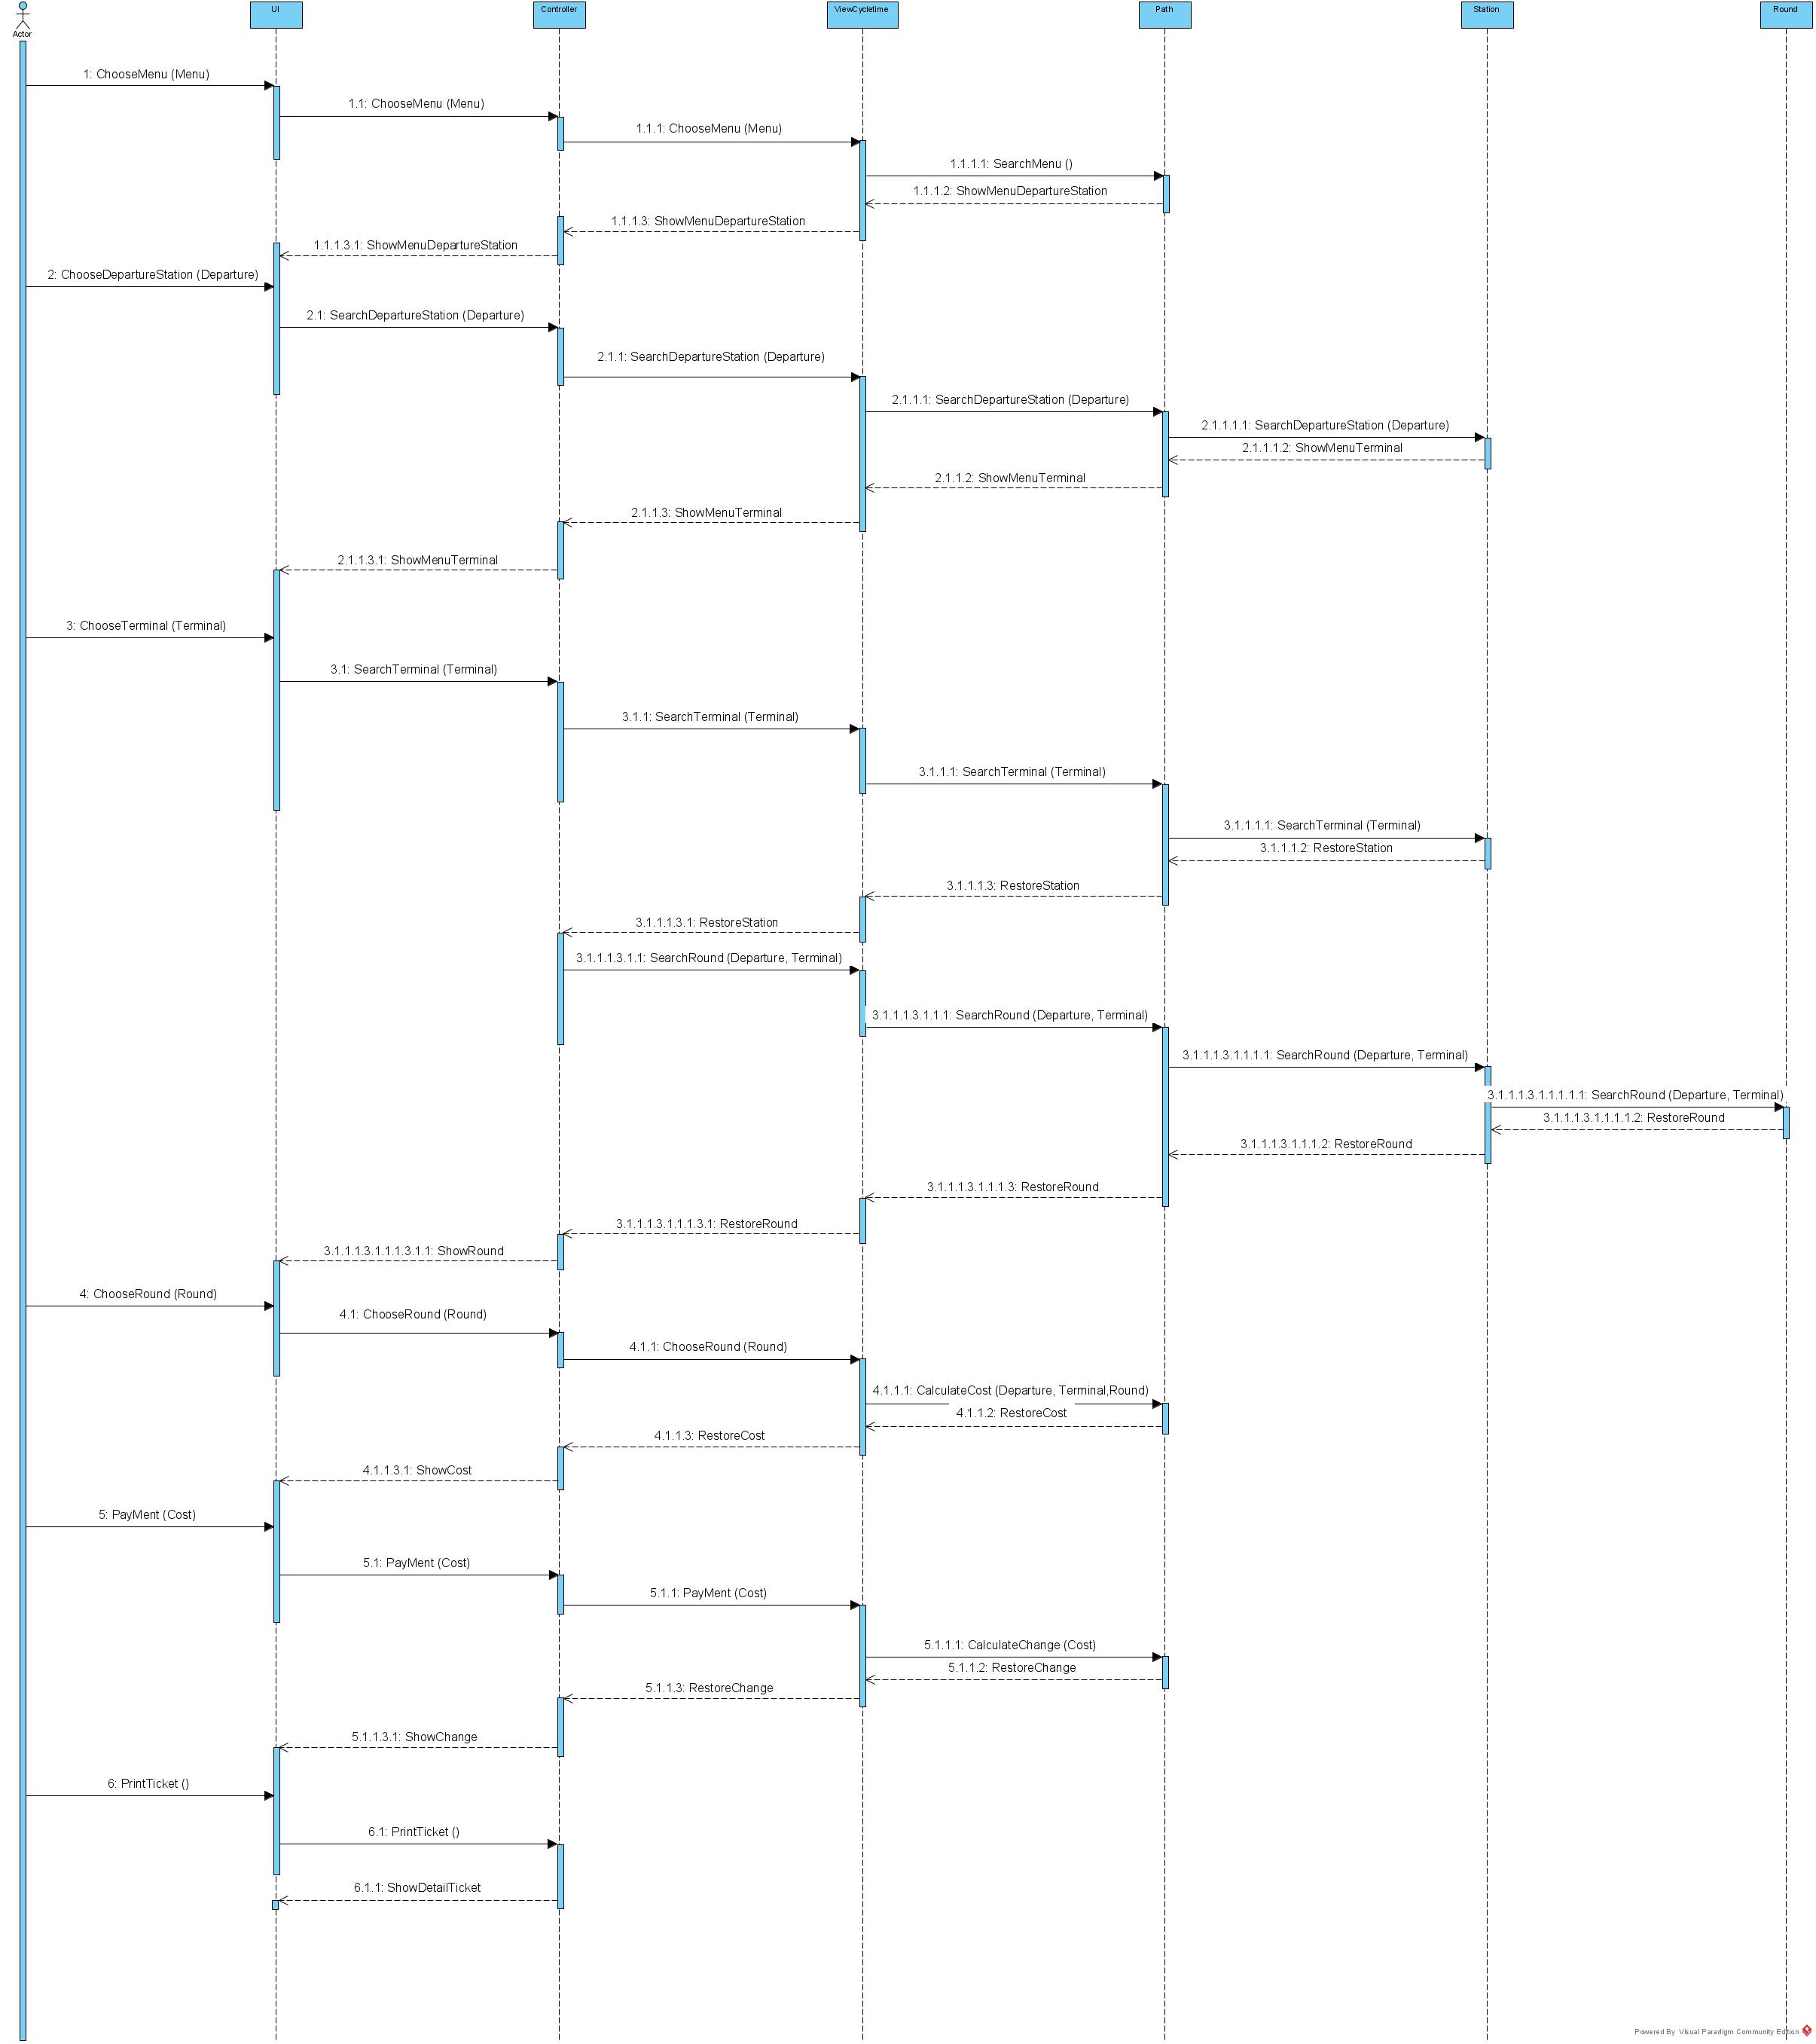 UI
Controller
ViewCycletime
Path
Station
Round
Actor
1: ChooseMenu (Menu)
1.1: ChooseMenu (Menu)
1.1.1: ChooseMenu (Menu)
1.1.1.1: SearchMenu ()
1.1.1.2: ShowMenuDepartureStation
1.1.1.3: ShowMenuDepartureStation
1.1.1.3.1: ShowMenuDepartureStation
2: ChooseDepartureStation (Departure)
2.1: SearchDepartureStation (Departure)
2.1.1: SearchDepartureStation (Departure)
2.1.1.1: SearchDepartureStation (Departure)
2.1.1.1.1: SearchDepartureStation (Departure)
2.1.1.1.2: ShowMenuTerminal
2.1.1.2: ShowMenuTerminal
2.1.1.3: ShowMenuTerminal
2.1.1.3.1: ShowMenuTerminal
3: ChooseTerminal (Terminal)
3.1: SearchTerminal (Terminal)
3.1.1: SearchTerminal (Terminal)
3.1.1.1: SearchTerminal (Terminal)
3.1.1.1.1: SearchTerminal (Terminal)
3.1.1.1.2: RestoreStation
3.1.1.1.3: RestoreStation
3.1.1.1.3.1: RestoreStation
3.1.1.1.3.1.1: SearchRound (Departure, Terminal)
3.1.1.1.3.1.1.1: SearchRound (Departure, Terminal)
3.1.1.1.3.1.1.1.1: SearchRound (Departure, Terminal)
3.1.1.1.3.1.1.1.1.1: SearchRound (Departure, Terminal)
3.1.1.1.3.1.1.1.1.2: RestoreRound
3.1.1.1.3.1.1.1.2: RestoreRound
3.1.1.1.3.1.1.1.3: RestoreRound
3.1.1.1.3.1.1.1.3.1: RestoreRound
3.1.1.1.3.1.1.1.3.1.1: ShowRound
4: ChooseRound (Round)
4.1: ChooseRound (Round)
4.1.1: ChooseRound (Round)
4.1.1.1: CalculateCost (Departure, Terminal,Round)
4.1.1.2: RestoreCost
4.1.1.3: RestoreCost
4.1.1.3.1: ShowCost
5: PayMent (Cost)
5.1: PayMent (Cost)
5.1.1: PayMent (Cost)
5.1.1.1: CalculateChange (Cost)
5.1.1.2: RestoreChange
5.1.1.3: RestoreChange
5.1.1.3.1: ShowChange
6: PrintTicket ()
6.1: PrintTicket ()
6.1.1: ShowDetailTicket
Powered By Visual Paradigm Community Edition